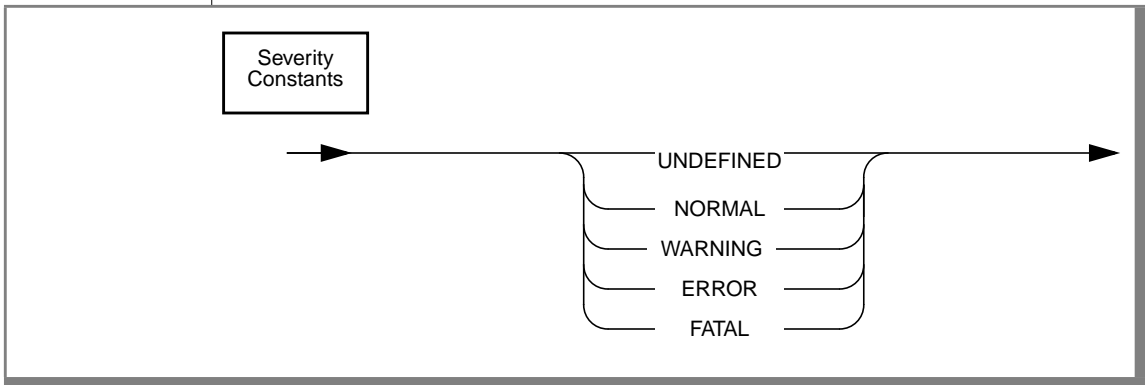 Severity
Constants
UNDEFINED
NORMAL
WARNING
ERROR
FATAL